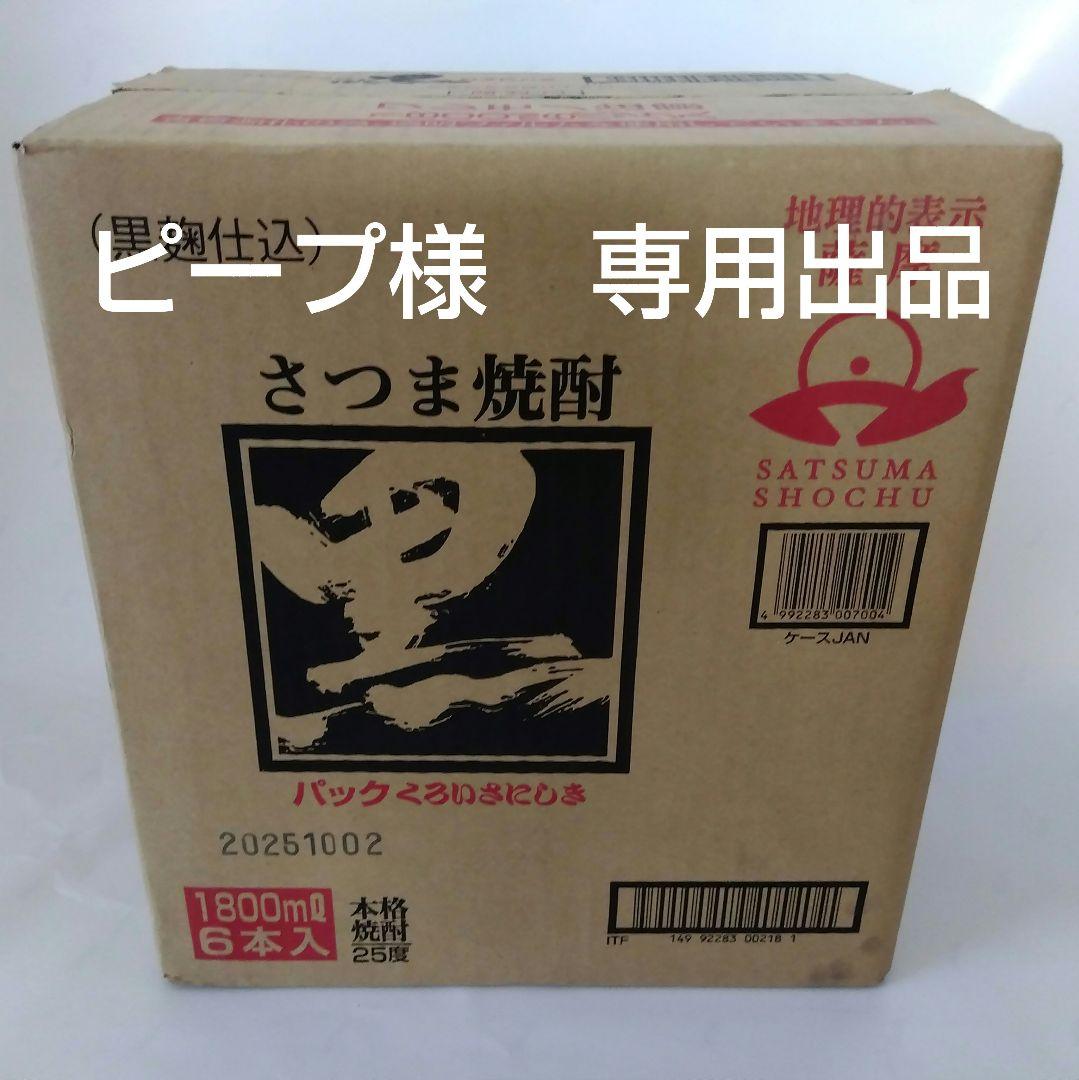 (黒麹仕込)
ピープ様 専用出品
地理的表示
薩摩
さつま焼酎
黒
SATSUMA
SHOCHU
4 992283 007004
ケースJAN
パックくろいさにしき
20251002
1800ml
6本入
本格
焼酎
25度
ITF 149 92283 00218 1